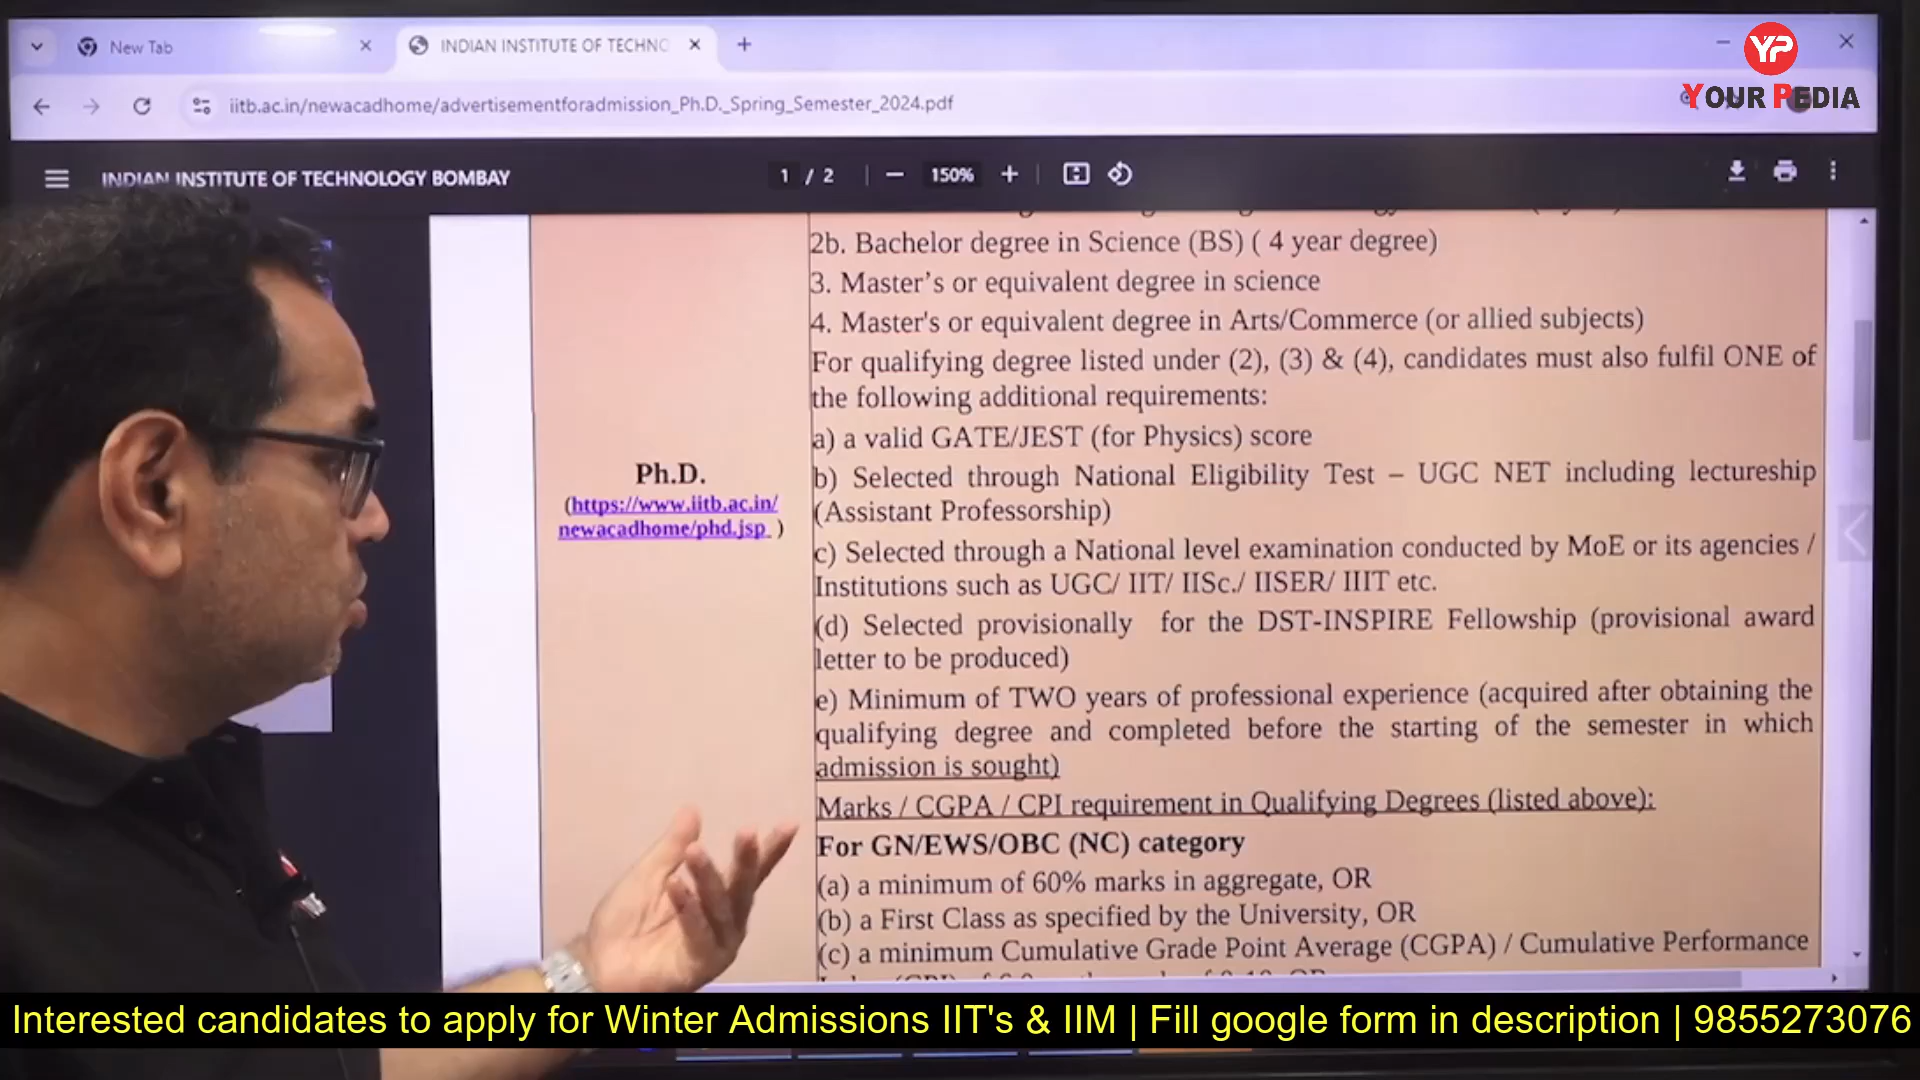 New Tab
INDIAN INSTITUTE OF TECHNO
YP
YOUR PEDIA
iitb.ac.in/newacadhome/advertisementforadmission_Ph.D._Spring_Semester_2024.pdf
INDIAN INSTITUTE OF TECHNOLOGY BOMBAY
1 / 2
150%
2b. Bachelor degree in Science (BS) ( 4 year degree)
3. Master’s or equivalent degree in science
4. Master's or equivalent degree in Arts/Commerce (or allied subjects)
For qualifying degree listed under (2), (3) & (4), candidates must also fulfil ONE of
the following additional requirements:
a) a valid GATE/JEST (for Physics) score
Ph.D.
(https://www.iitb.ac.in/
newacadhome/phd.jsp )
b) Selected through National Eligibility Test – UGC NET including lectureship
(Assistant Professorship)
c) Selected through a National level examination conducted by MoE or its agencies /
Institutions such as UGC/ IIT/ IISc./ IISER/ IIIT etc.
(d) Selected provisionally for the DST-INSPIRE Fellowship (provisional award
letter to be produced)
e) Minimum of TWO years of professional experience (acquired after obtaining the
qualifying degree and completed before the starting of the semester in which
admission is sought)
Marks / CGPA / CPI requirement in Qualifying Degrees (listed above):
For GN/EWS/OBC (NC) category
(a) a minimum of 60% marks in aggregate, OR
(b) a First Class as specified by the University, OR
(c) a minimum Cumulative Grade Point Average (CGPA) / Cumulative Performance
Interested candidates to apply for Winter Admissions IIT's & IIM | Fill google form in description | 9855273076